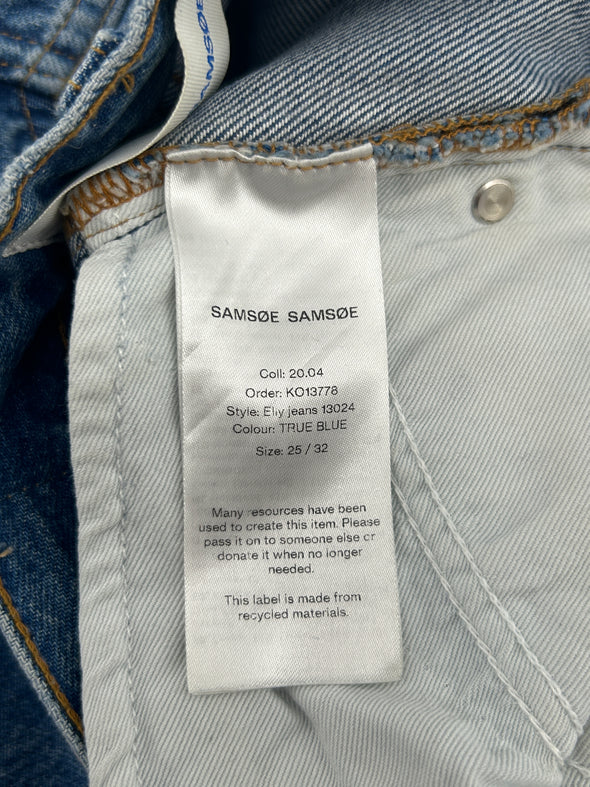 SAMSØE
SAMSØE SAMSØE
Coll: 20.04
Order: KO13778
Style: Elly jeans 13024
Colour: TRUE BLUE
Size: 25 / 32
Many resources have been
used to create this item. Please
pass it on to someone else or
donate it when no longer
needed.
This label is made from
recycled materials.